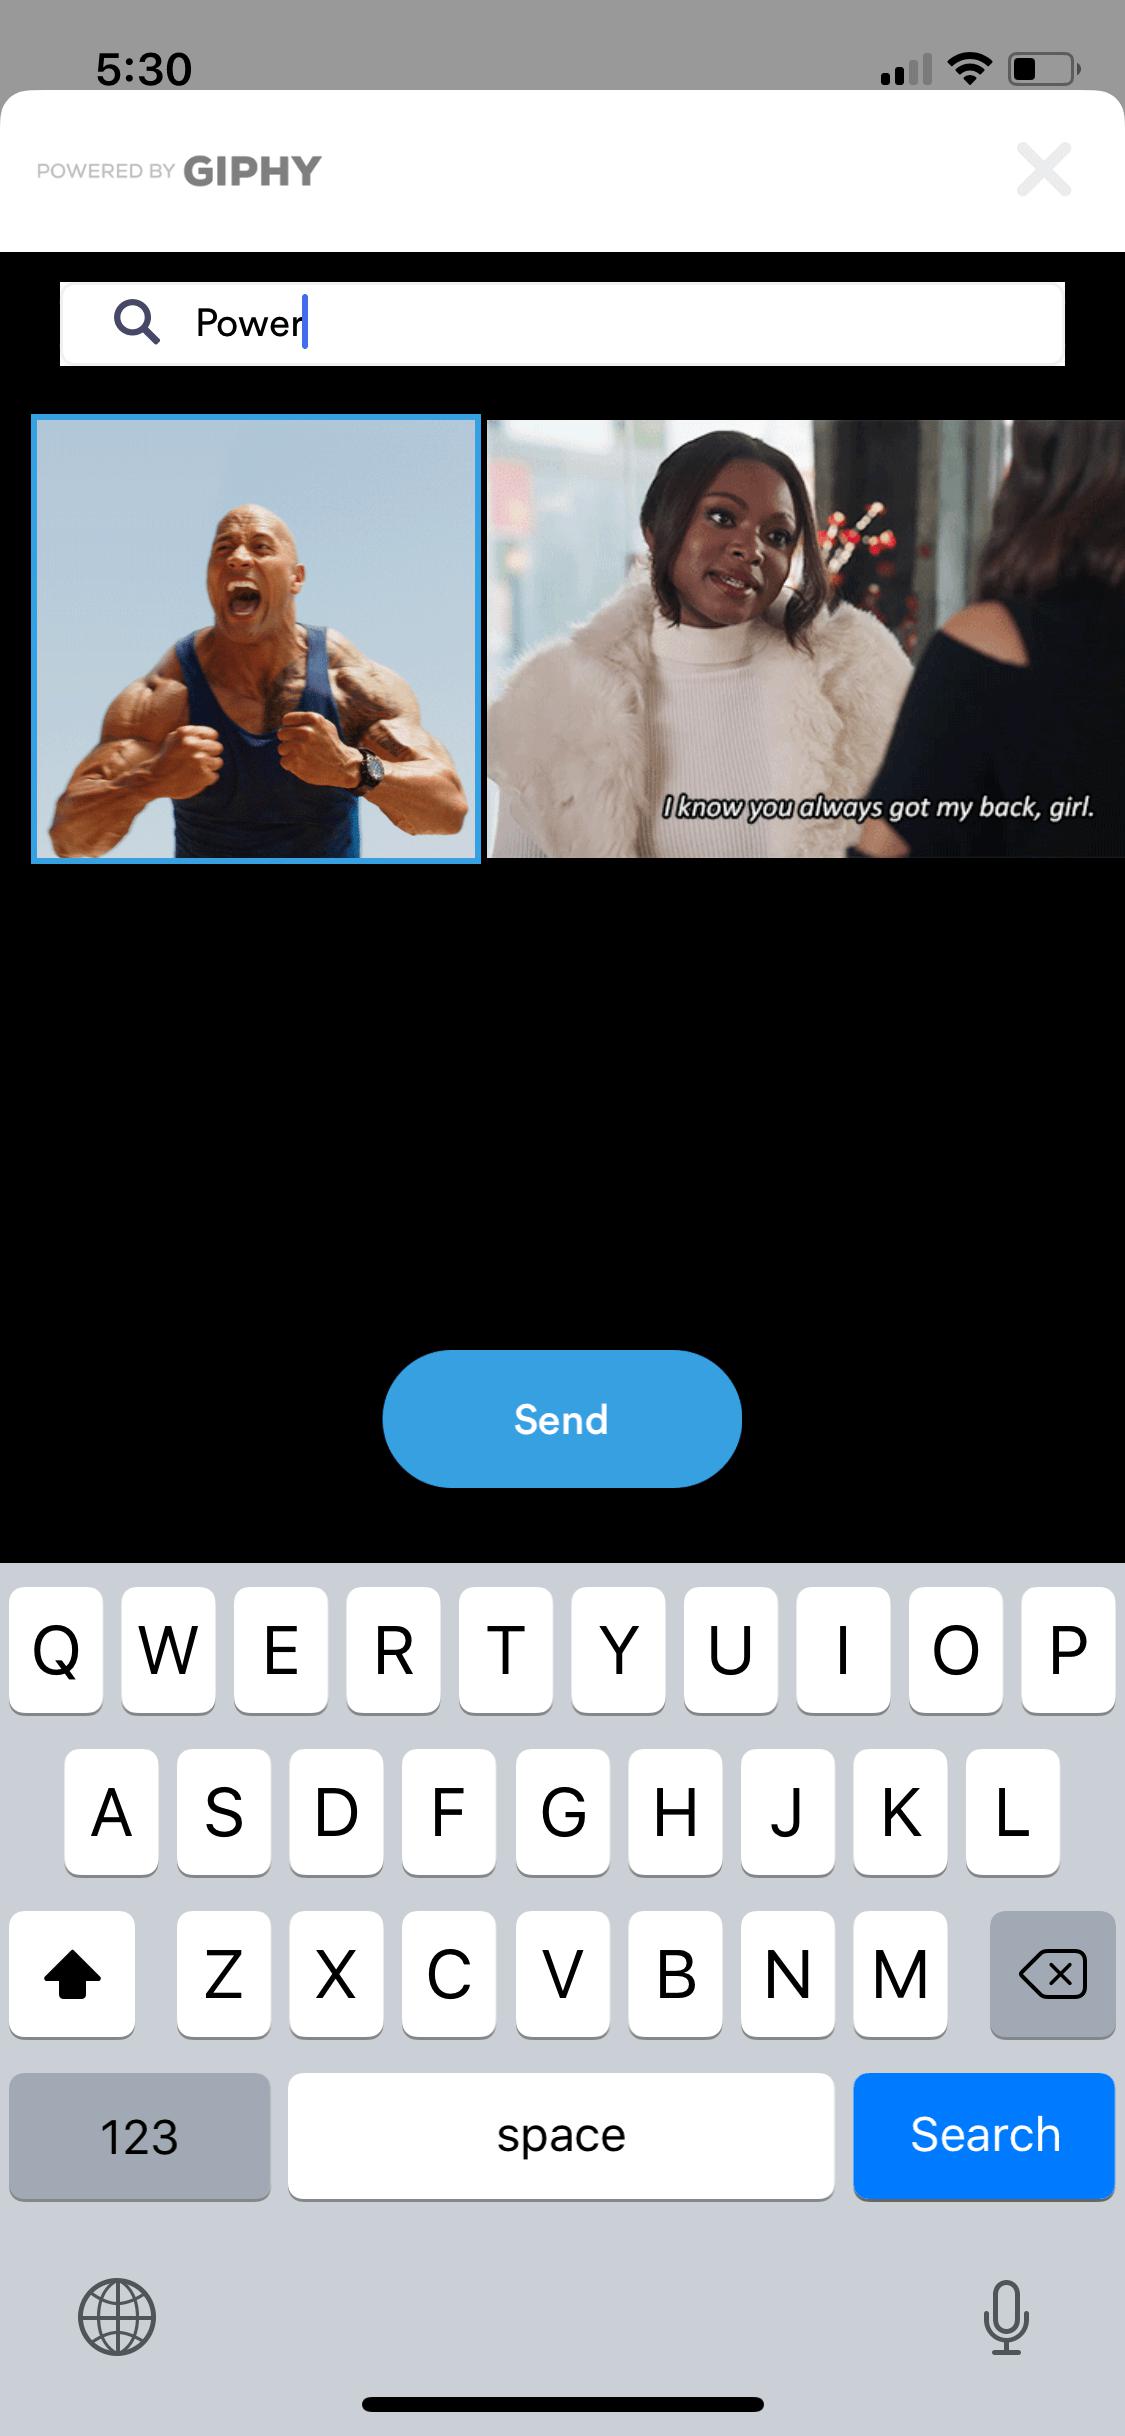 5:30
POWERED BY GIPHY
Power
I know you always got my back, girl.
Send
Q W E R T Y U I O P
A S D F G H J K L
Z X C V B N M
123 space Search